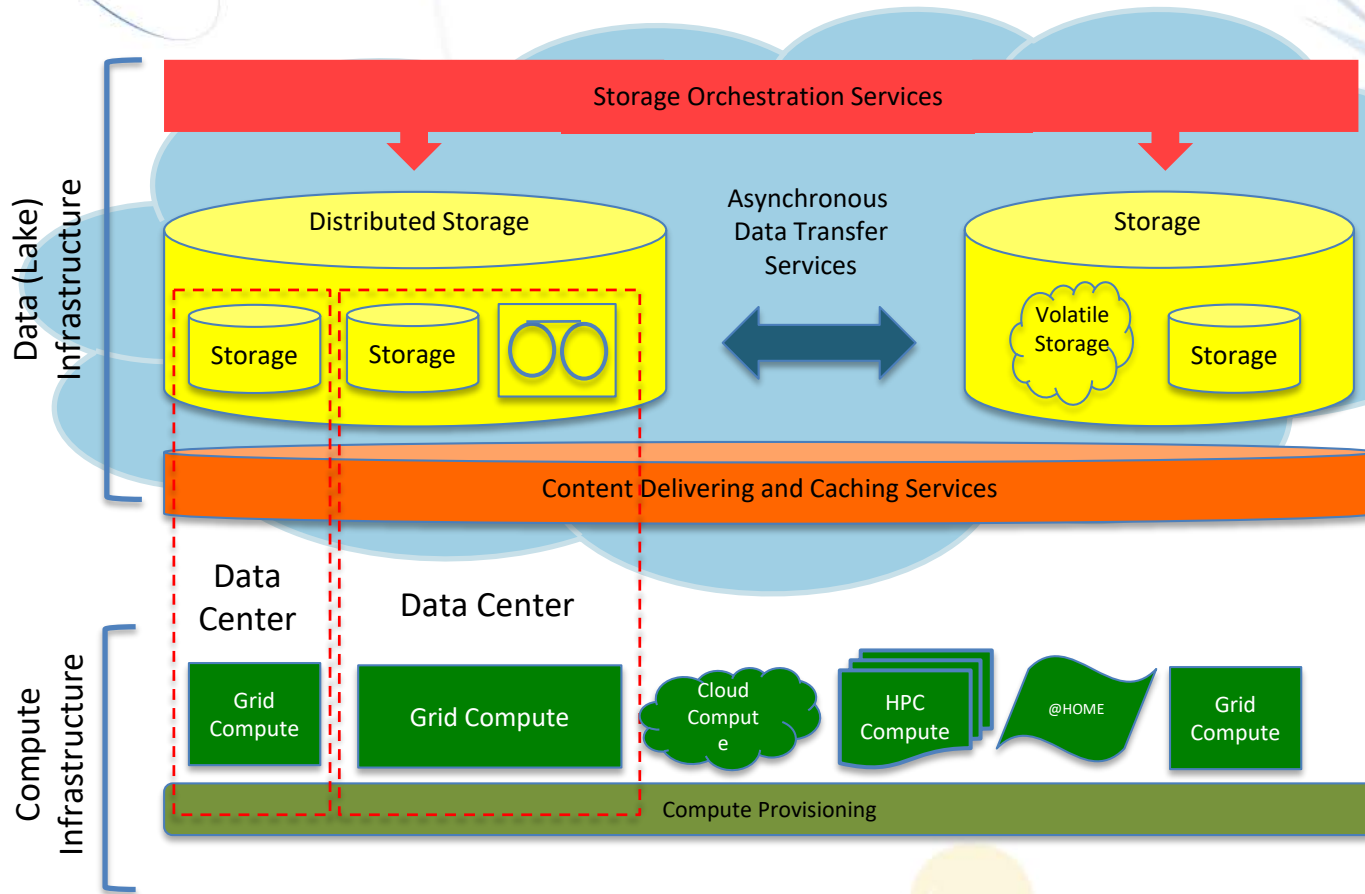 Storage Orchestration Services
Data (Lake)
Infrastructure
Distributed Storage
Asynchronous
Data Transfer
Services
Storage
Storage
Storage
Volatile
Storage
Storage
Content Delivering and Caching Services
Data
Center
Data Center
Compute
Infrastructure
Grid
Compute
Grid Compute
Cloud
Comput
e
HPC
Compute
@HOME
Grid
Compute
Compute Provisioning